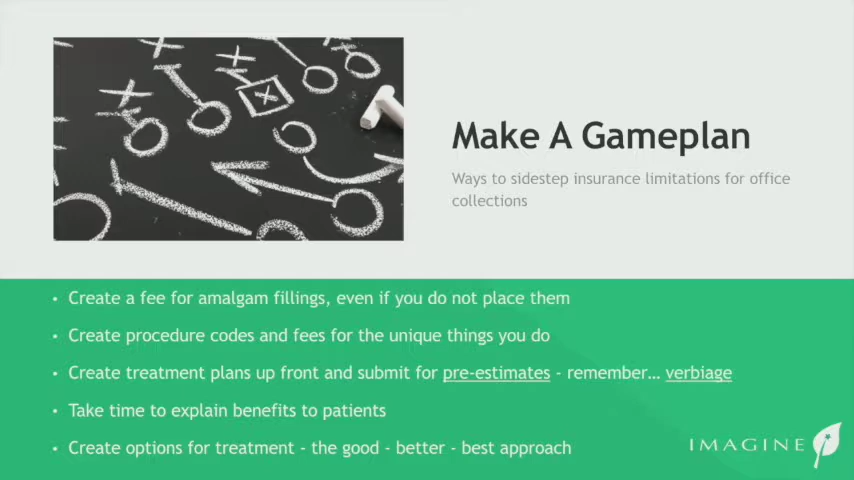 Make A Gameplan
Ways to sidestep insurance limitations for office
collections
• Create a fee for amalgam fillings, even if you do not place them
• Create procedure codes and fees for the unique things you do
• Create treatment plans up front and submit for pre-estimates - remember... verbiage
• Take time to explain benefits to patients
• Create options for treatment - the good - better - best approach
IMAGINE